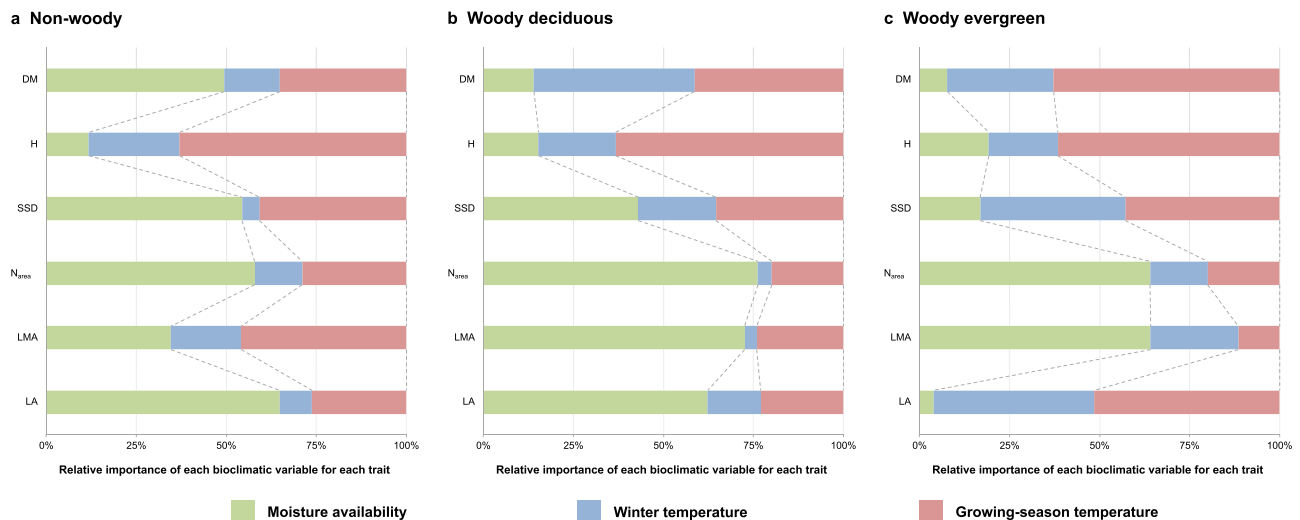 a Non-woody
DM
H
SSD
Narea
LMA
LA
0% 25% 50% 75% 100%
Relative importance of each bioclimatic variable for each trait
b Woody deciduous
DM
H
SSD
Narea
LMA
LA
0% 25% 50% 75% 100%
Relative importance of each bioclimatic variable for each trait
c Woody evergreen
DM
H
SSD
Narea
LMA
LA
0% 25% 50% 75% 100%
Relative importance of each bioclimatic variable for each trait
Moisture availability
Winter temperature
Growing-season temperature